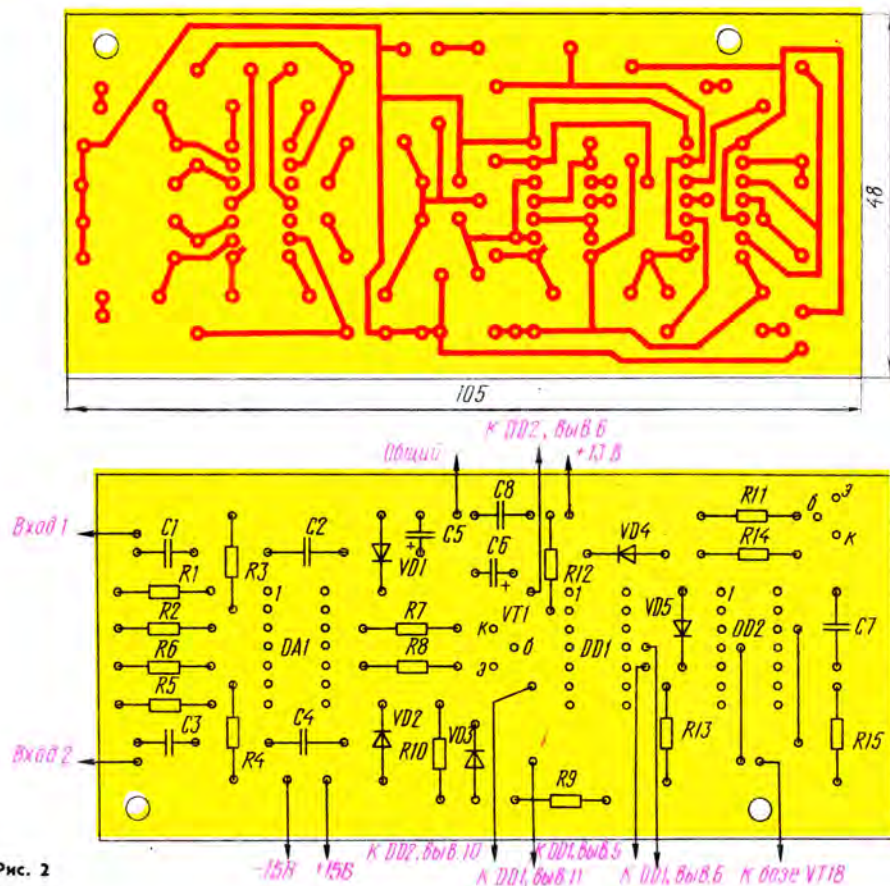 48
105
К DD2, выв.6
Общий
+13 В
Вход 1
C1
C2
C5
C8
R11
б
э
VD4
R14
к
R3
VD1
C6
R12
R1
1
VT1
1
VD5
1
R2
R7
к
R6
DA1
R8
б
DD1
DD2
C7
э
R5
C3
C4
VD2
R10
VD3
R13
R15
R4
Вход 2
R9
Рис. 2
-15В
+15В
К DD2, выв.10
К DD1, выв.11
К DD1, выв.5
К DD1, выв.6
К базе VT18